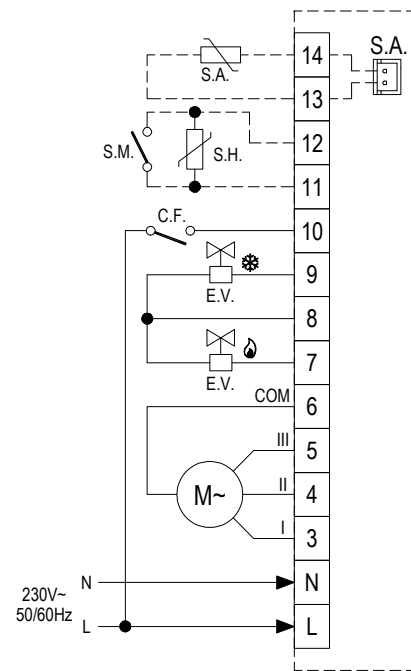 14 S.A.
S.A.
13
12
S.M. S.H.
11
C.F. 10
9
E.V.
8
7
E.V.
COM 6
III 5
M~ II 4
I 3
N N
230V~
50/60Hz
L L